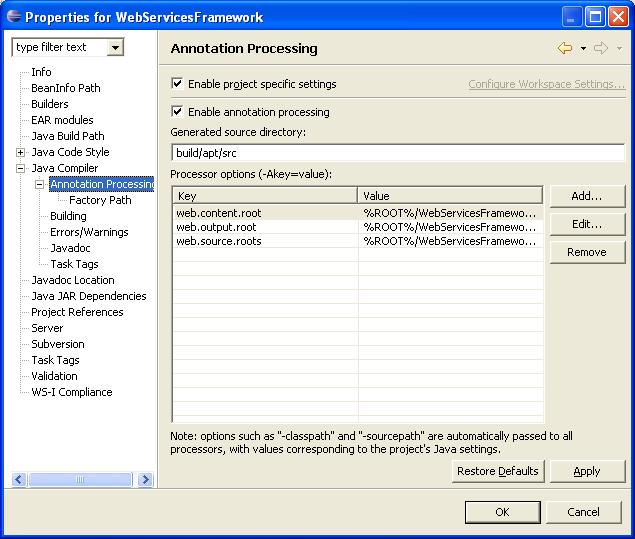 Properties for WebServicesFramework
type filter text
Info
BeanInfo Path
Builders
EAR modules
Java Build Path
Java Code Style
Java Compiler
Annotation Processing
Factory Path
Building
Errors/Warnings
Javadoc
Task Tags
Javadoc Location
Java JAR Dependencies
Project References
Server
Subversion
Task Tags
Validation
WS-I Compliance
Annotation Processing
Enable project specific settings
Configure Workspace Settings...
Enable annotation processing
Generated source directory:
build/apt/src
Processor options (-Akey=value):
Key Value
web.content.root %ROOT%/WebServicesFramewo...
web.output.root %ROOT%/WebServicesFramewo...
web.source.roots %ROOT%/WebServicesFramewo...
Add...
Edit...
Remove
Note: options such as "-classpath" and "-sourcepath" are automatically passed to all
processors, with values corresponding to the project's Java settings.
Restore Defaults
Apply
OK
Cancel